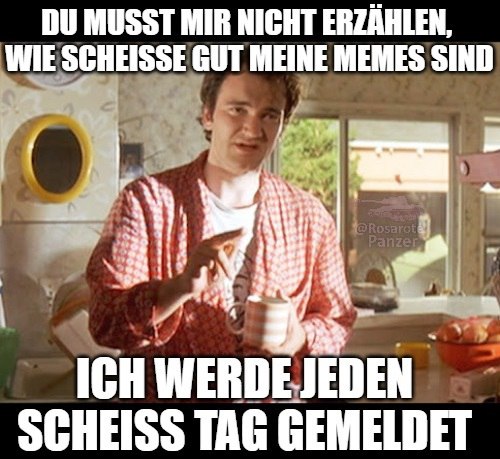 DU MUSST MIR NICHT ERZÄHLEN,
WIE SCHEISSE GUT MEINE MEMES SIND
@Rosarote
Panzer
ICH WERDE JEDEN
SCHEISS TAG GEMELDET